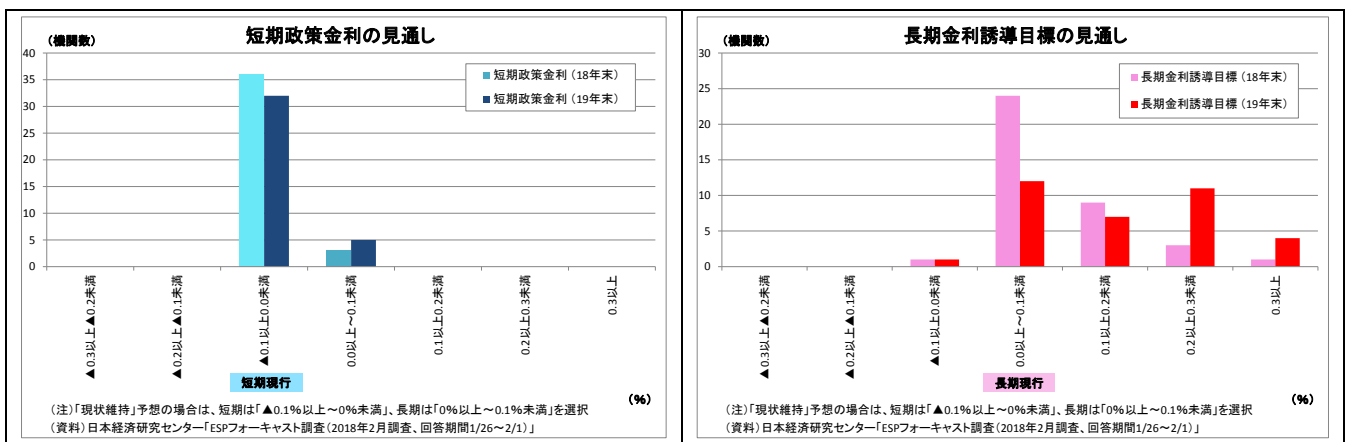 短期政策金利の見通し
(機関数)
40
35
30
25
20
15
10
5
0
短期政策金利（18年末）
短期政策金利（19年末）
▲0.3以上▲0.2未満
▲0.2以上▲0.1未満
▲0.1以上0.0未満
0.0以上～0.1未満
0.1以上0.2未満
0.2以上0.3未満
0.3以上
短期現行
(%)
（注）「現状維持」予想の場合は、短期は「▲0.1%以上～0%未満」、長期は「0%以上～0.1%未満」を選択
（資料）日本経済研究センター「ESPフォーキャスト調査（2018年2月調査、回答期間1/26～2/1）」
長期金利誘導目標の見通し
(機関数)
30
25
20
15
10
5
0
長期金利誘導目標（18年末）
長期金利誘導目標（19年末）
▲0.3以上▲0.2未満
▲0.2以上▲0.1未満
▲0.1以上0.0未満
0.0以上～0.1未満
0.1以上0.2未満
0.2以上0.3未満
0.3以上
長期現行
(%)
（注）「現状維持」予想の場合は、短期は「▲0.1%以上～0%未満」、長期は「0%以上～0.1%未満」を選択
（資料）日本経済研究センター「ESPフォーキャスト調査（2018年2月調査、回答期間1/26～2/1）」